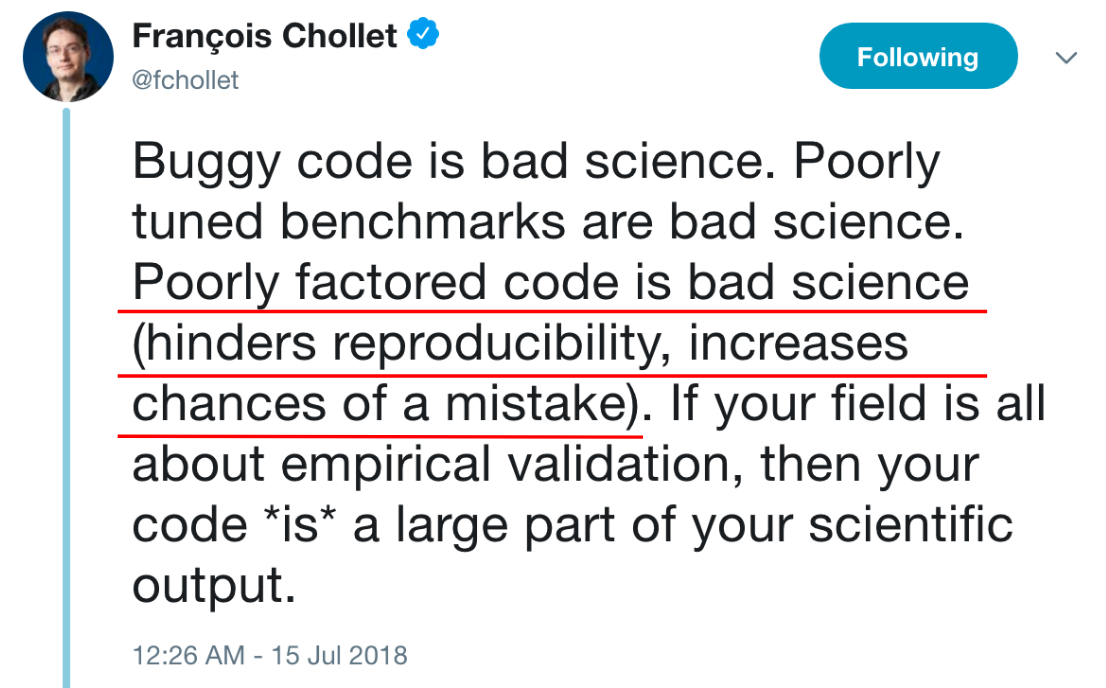 François Chollet
@fchollet
Following
Buggy code is bad science. Poorly
tuned benchmarks are bad science.
Poorly factored code is bad science
(hinders reproducibility, increases
chances of a mistake). If your field is all
about empirical validation, then your
code *is* a large part of your scientific
output.
12:26 AM - 15 Jul 2018